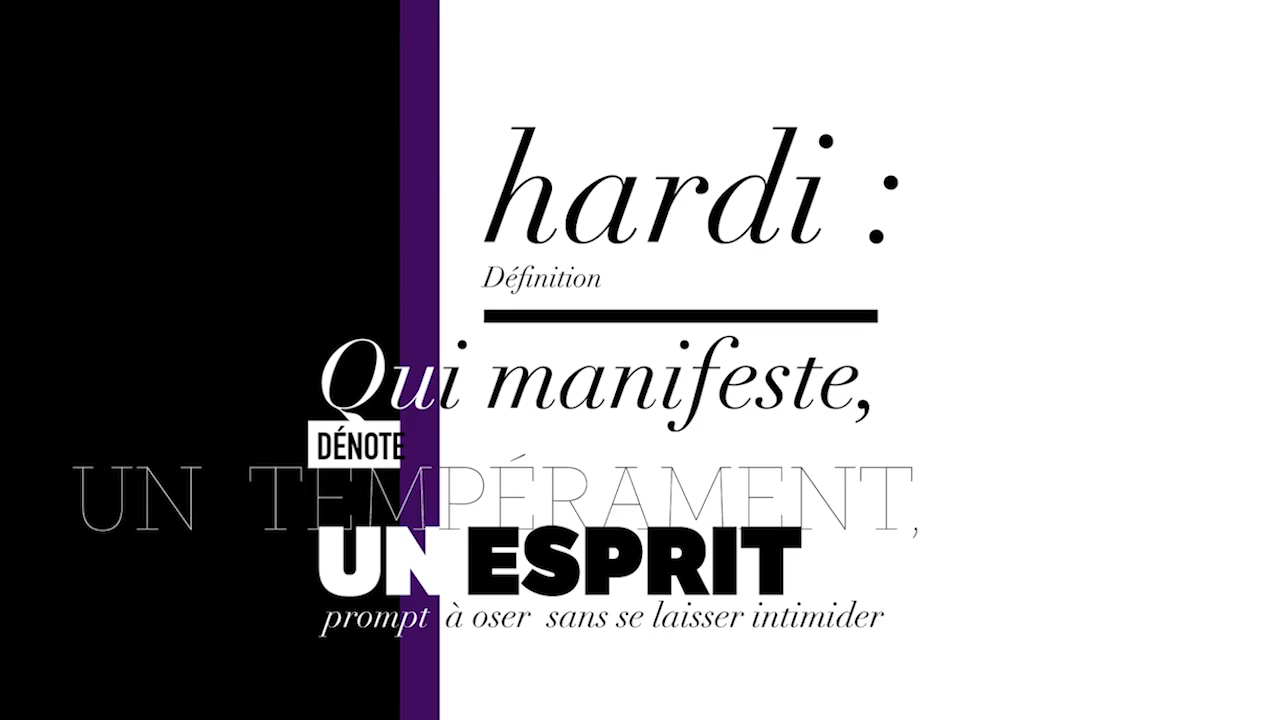 hardi :
Définition
Qui manifeste,
DÉNOTE
UN TEMPÉRAMENT,
UN ESPRIT
prompt à oser sans se laisser intimider